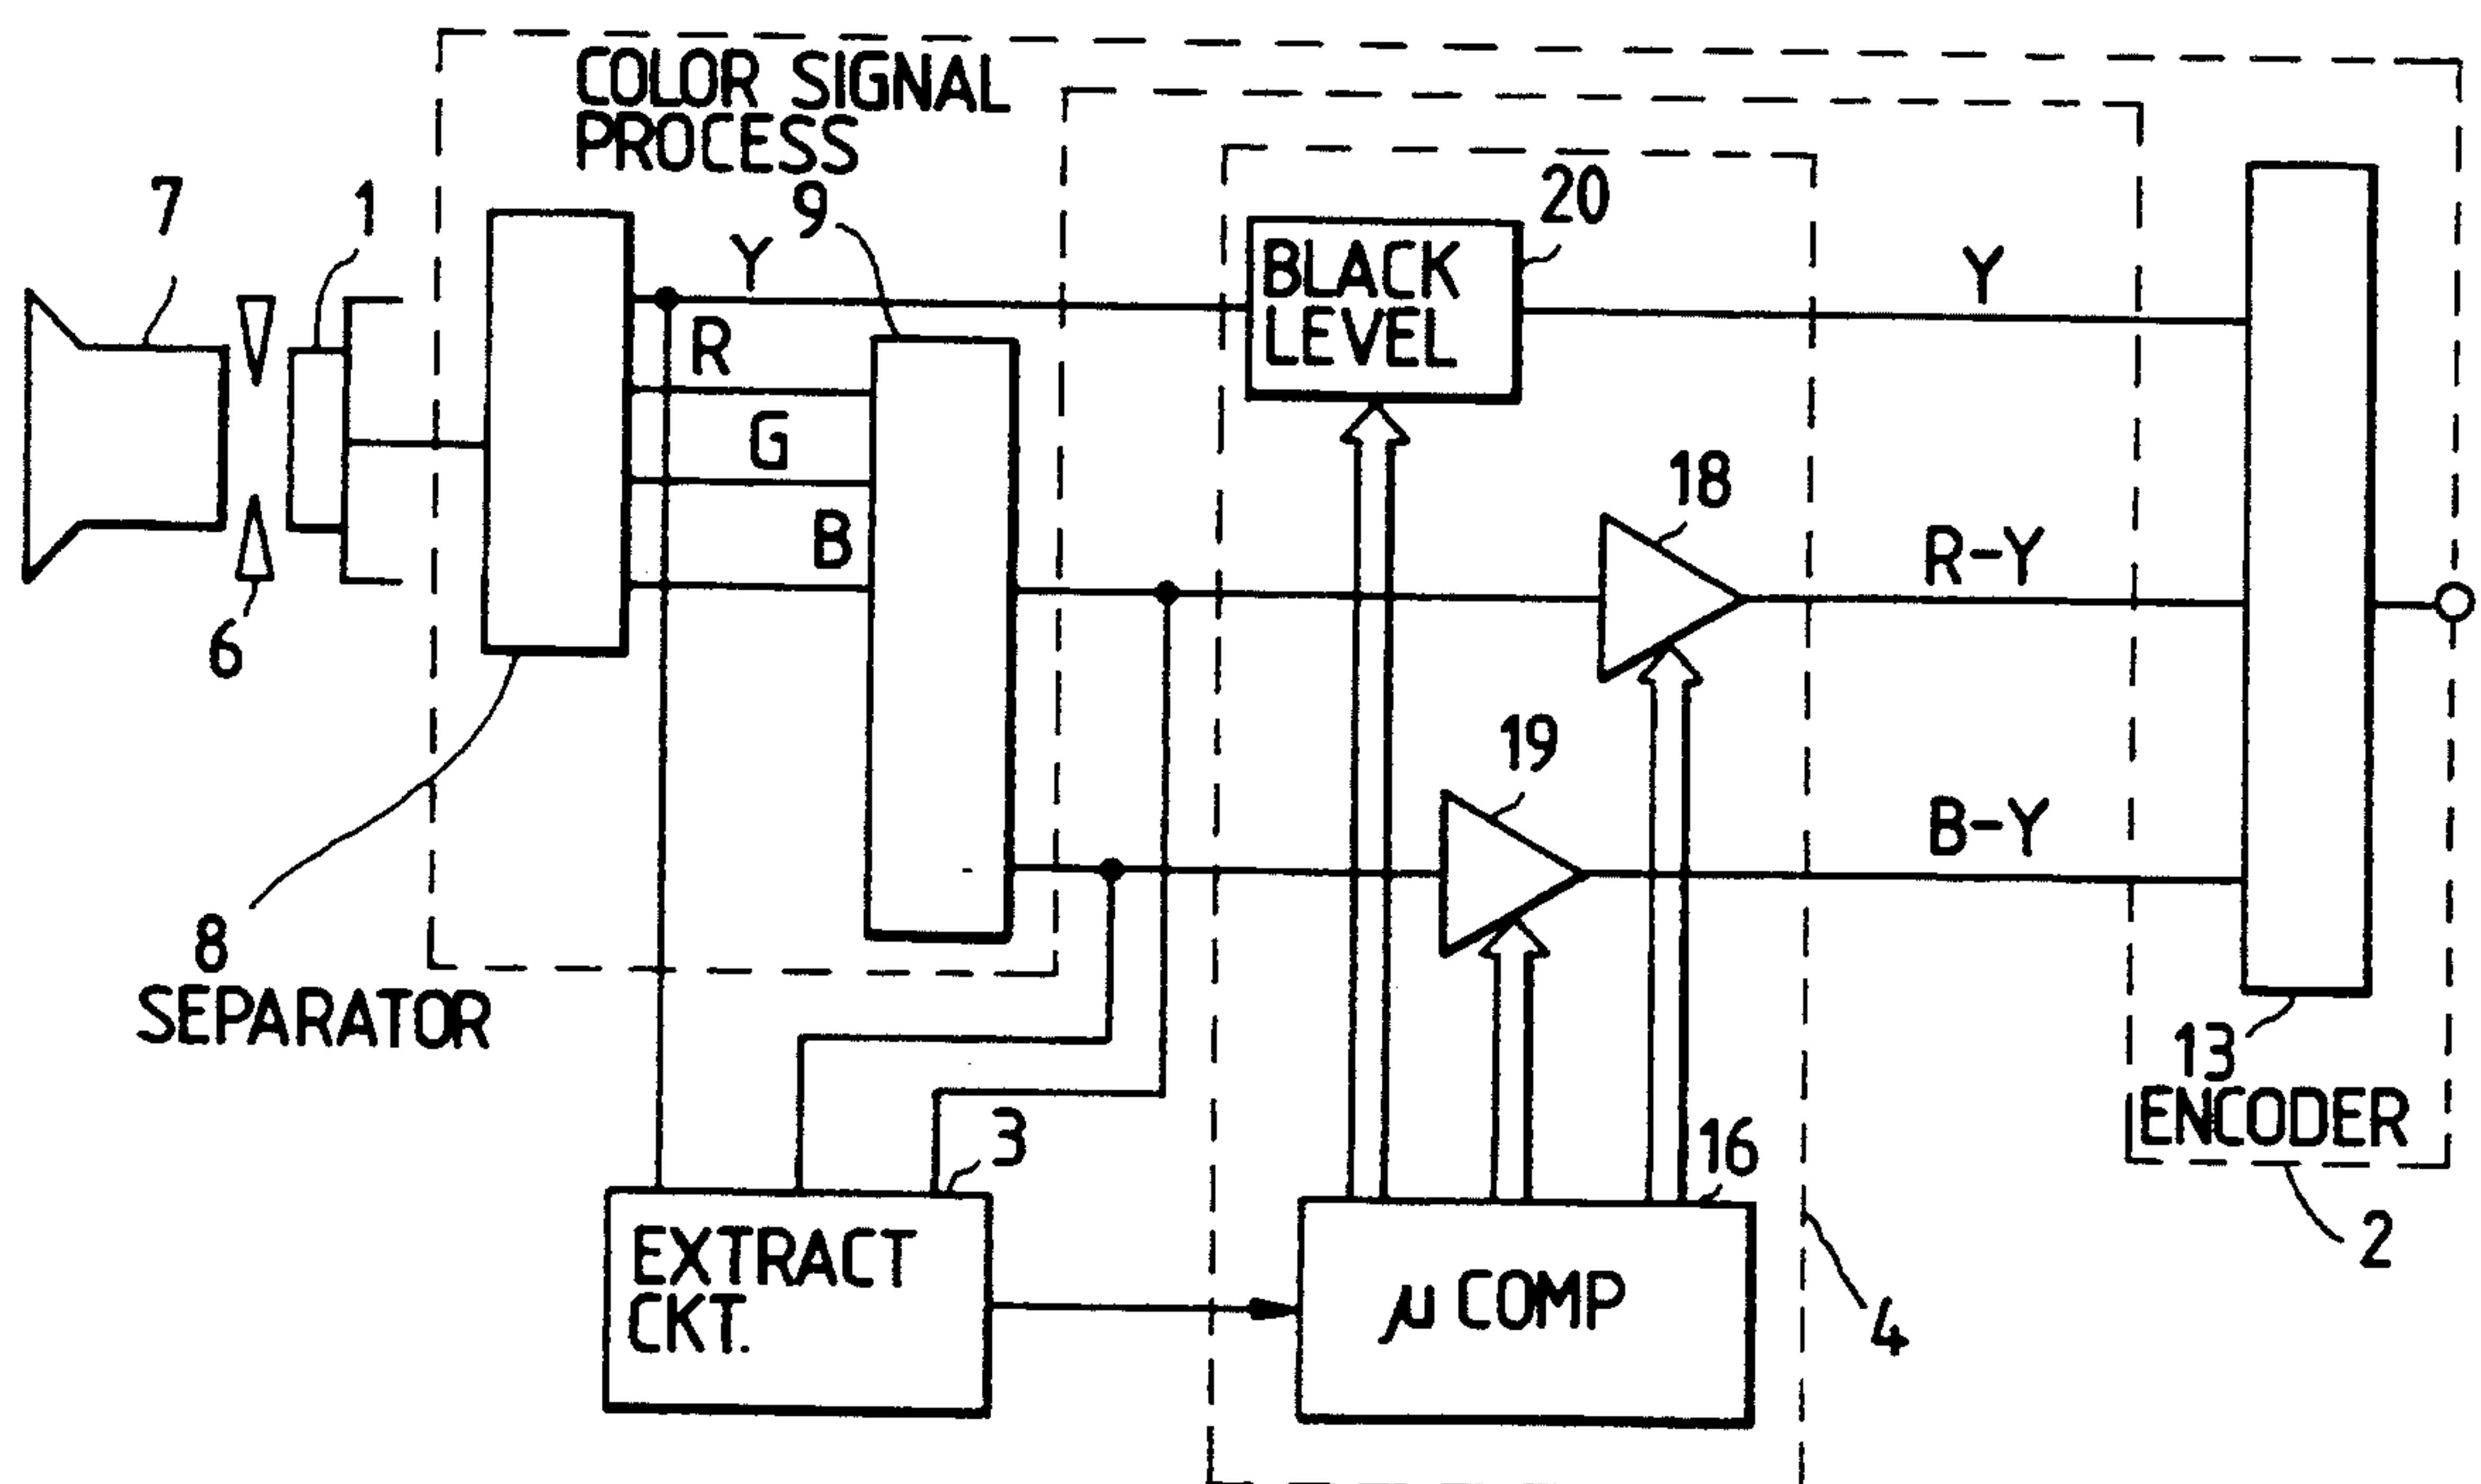 COLOR SIGNAL
PROCESS
7
1
9
20
Y
BLACK
LEVEL
Y
R
G
18
B
R-Y
6
19
B-Y
8
SEPARATOR
13
ENCODER
3
16
2
EXTRACT
CKT.
μ COMP
4